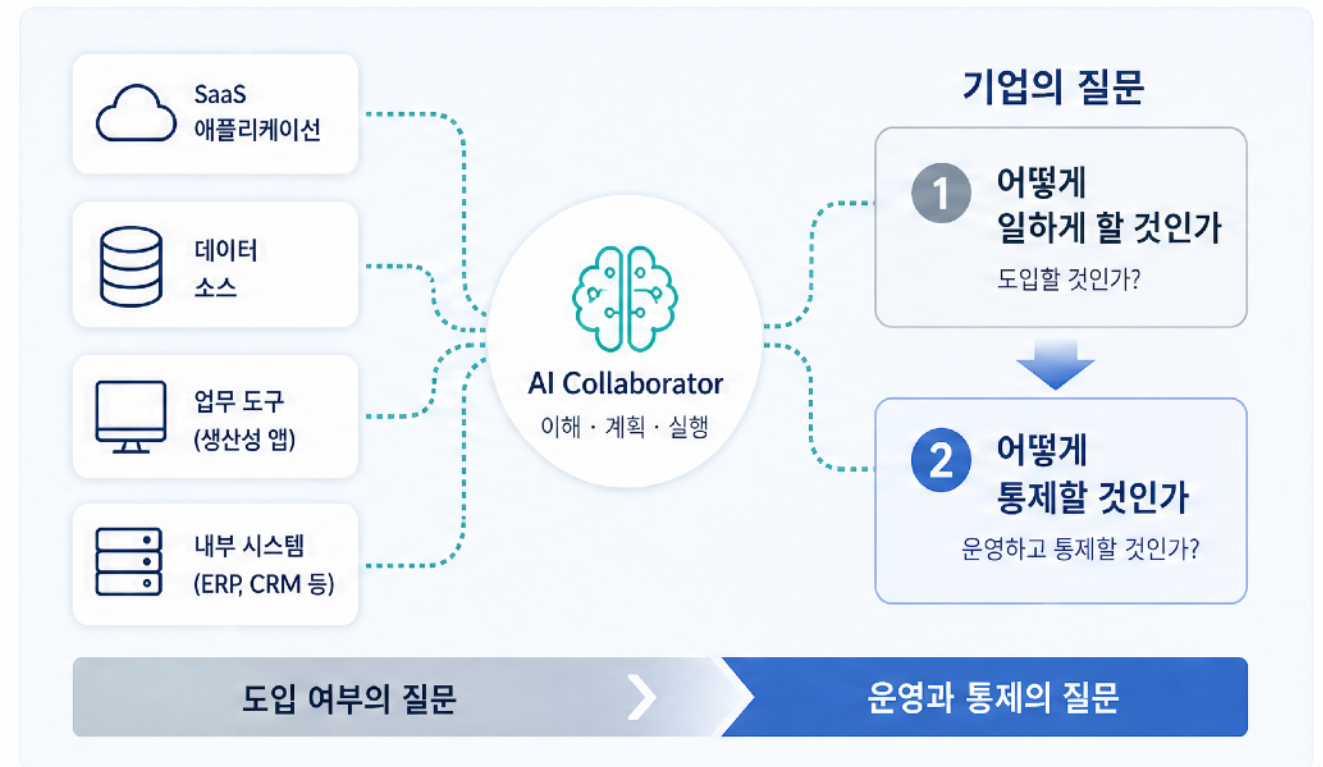 SaaS
애플리케이션
데이터
소스
업무 도구
(생산성 앱)
내부 시스템
(ERP, CRM 등)
AI Collaborator
이해 · 계획 · 실행
기업의 질문
1
어떻게
일하게 할 것인가
도입할 것인가?
2
어떻게
통제할 것인가
운영하고 통제할 것인가?
도입 여부의 질문
운영과 통제의 질문